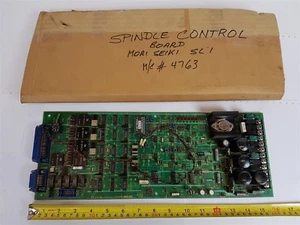 SPINDLE CONTROL
BOARD
MORI SEIKI SL1
M/C # 4763